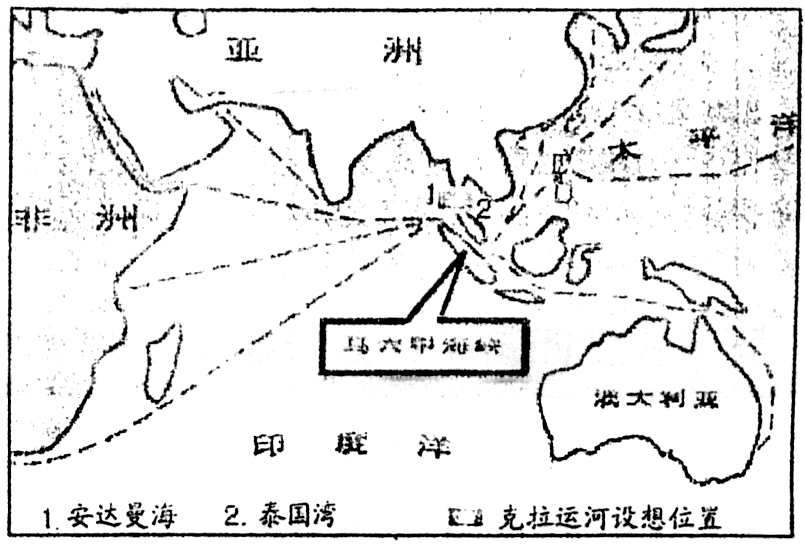 亚 洲
太 平 洋
1
2
非 洲
马六甲海峡
澳大利亚
印 度 洋
1. 安达曼海 2. 泰国湾 克拉运河设想位置